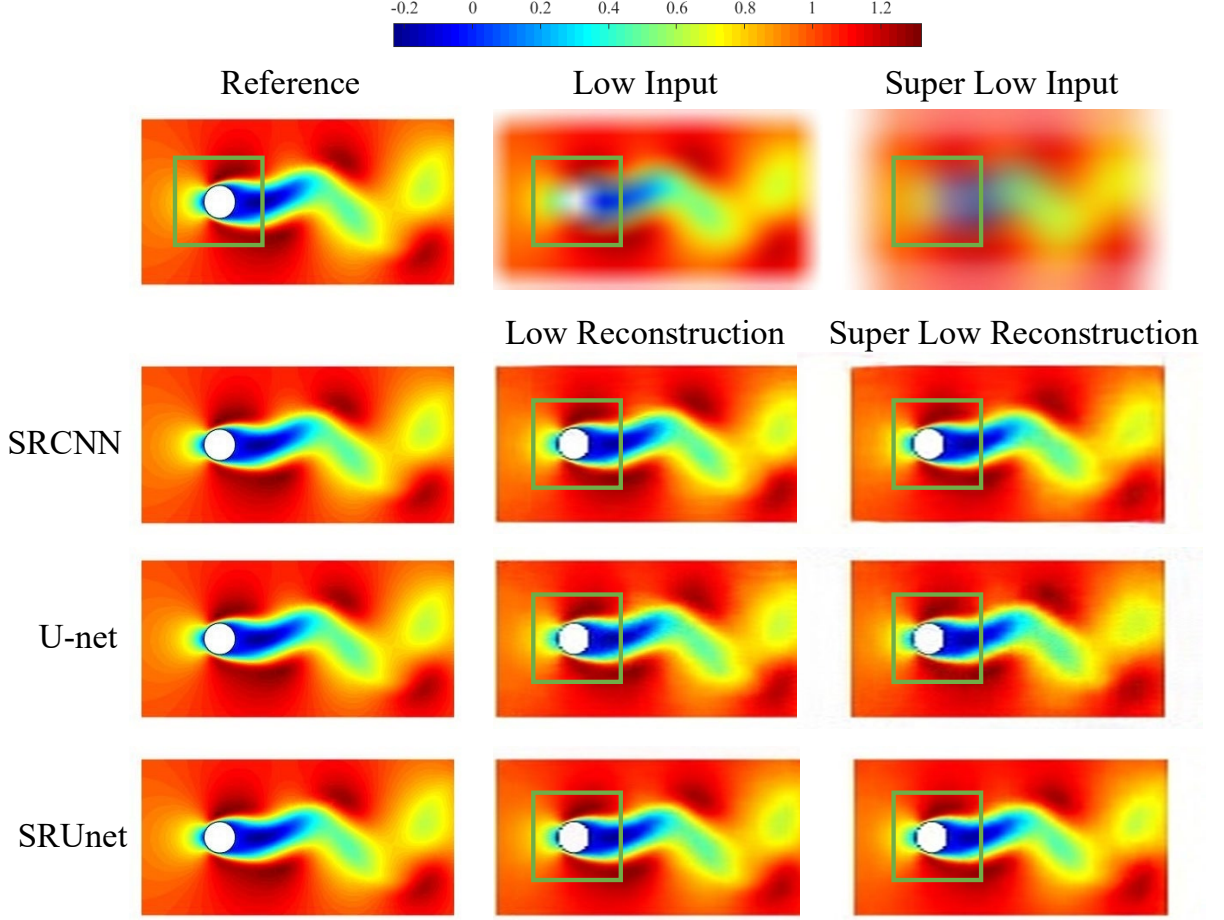 -0.2 0 0.2 0.4 0.6 0.8 1 1.2
Reference Low Input Super Low Input
Low Reconstruction Super Low Reconstruction
SRCNN
U-net
SRUnet